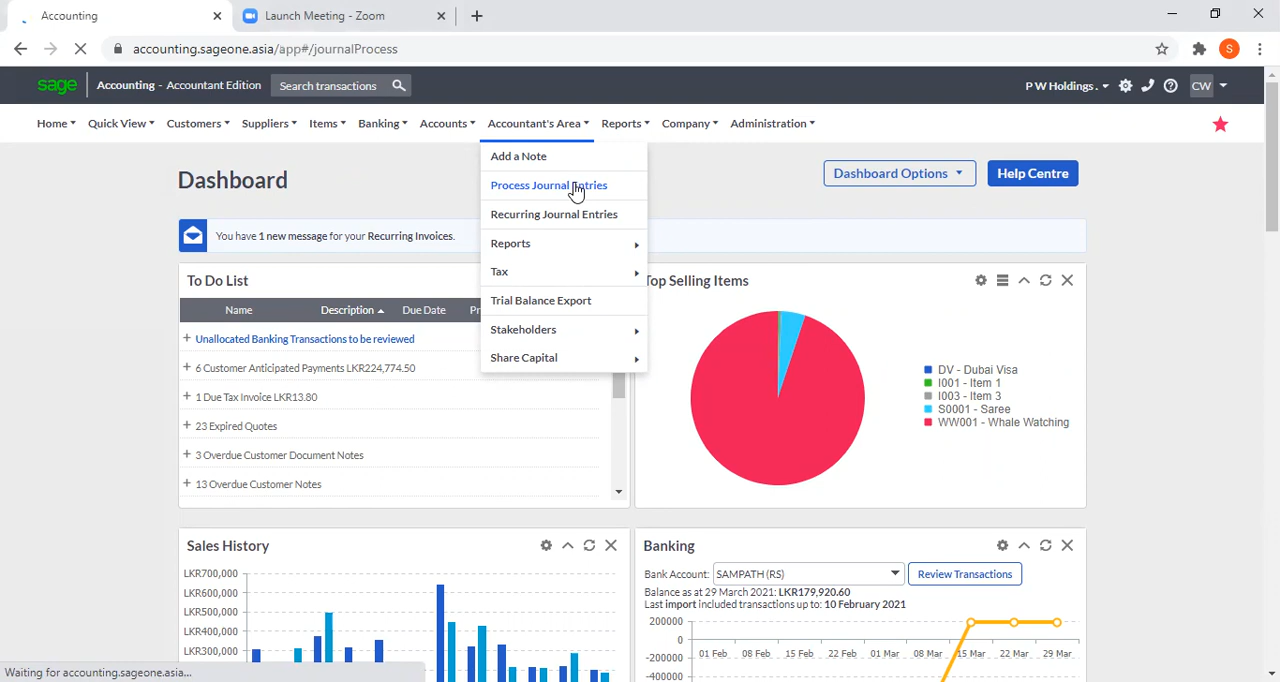 Accounting
Launch Meeting - Zoom
accounting.sageone.asia/app#/journalProcess
S
sage
Accounting - Accountant Edition
Search transactions
P W Holdings .
CW
Home
Quick View
Customers
Suppliers
Items
Banking
Accounts
Accountant's Area
Reports
Company
Administration
Add a Note
Process Journal Entries
Recurring Journal Entries
Reports
Tax
Trial Balance Export
Stakeholders
Share Capital
Dashboard
Dashboard Options
Help Centre
You have 1 new message for your Recurring Invoices.
To Do List
Name
Description
Due Date
Unallocated Banking Transactions to be reviewed
6 Customer Anticipated Payments LKR224,774.50
1 Due Tax Invoice LKR13.80
23 Expired Quotes
3 Overdue Customer Document Notes
13 Overdue Customer Notes
Top Selling Items
DV - Dubai Visa
I001 - Item 1
I003 - Item 3
S0001 - Saree
WW001 - Whale Watching
Sales History
LKR700,000
LKR600,000
LKR500,000
LKR400,000
LKR300,000
Banking
Bank Account: SAMPATH (RS)
Review Transactions
Balance as at 29 March 2021: LKR179,920.60
Last import included transactions up to: 10 February 2021
200000
0
-200000
-400000
01 Feb 08 Feb 15 Feb 22 Feb 01 Mar 08 Mar 15 Mar 22 Mar 29 Mar
Waiting for accounting.sageone.asia...